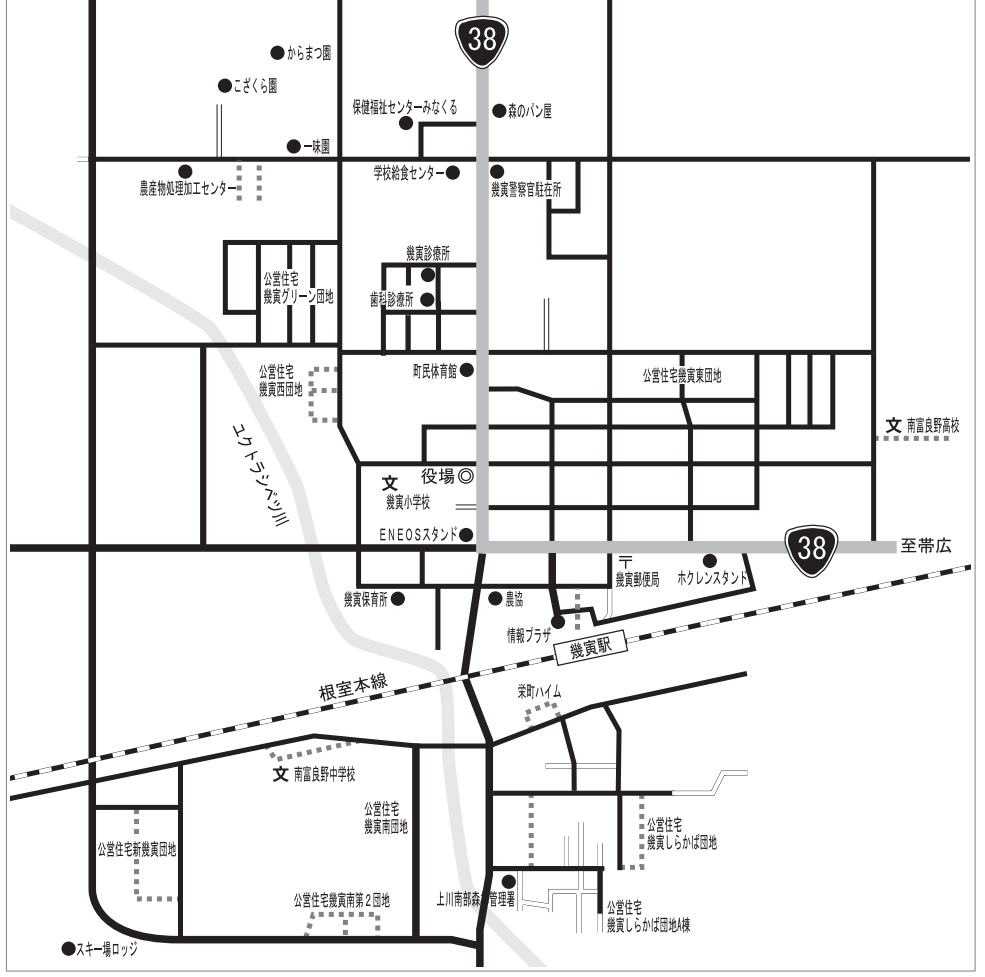 38
からまつ園
こざくら園
保健福祉センターみなくる
森のパン屋
一味園
学校給食センター
農産物処理加工センター
幾寅警察官駐在所
幾寅診療所
公営住宅
幾寅グリーン団地
歯科診療所
公営住宅
幾寅西団地
町民体育館
公営住宅幾寅東団地
文 南富良野高校
ユクトラシベツ川
役場◎
文
幾寅小学校
ENEOSスタンド
38
至帯広
〒
幾寅郵便局
ホクレンスタンド
幾寅保育所
農協
情報プラザ
幾寅駅
根室本線
栄町ハイム
文 南富良野中学校
公営住宅
幾寅南団地
公営住宅
幾寅しらかば団地
公営住宅新幾寅団地
公営住宅幾寅南第2団地
上川南部森林管理署
公営住宅
幾寅しらかば団地A棟
スキー場ロッジ